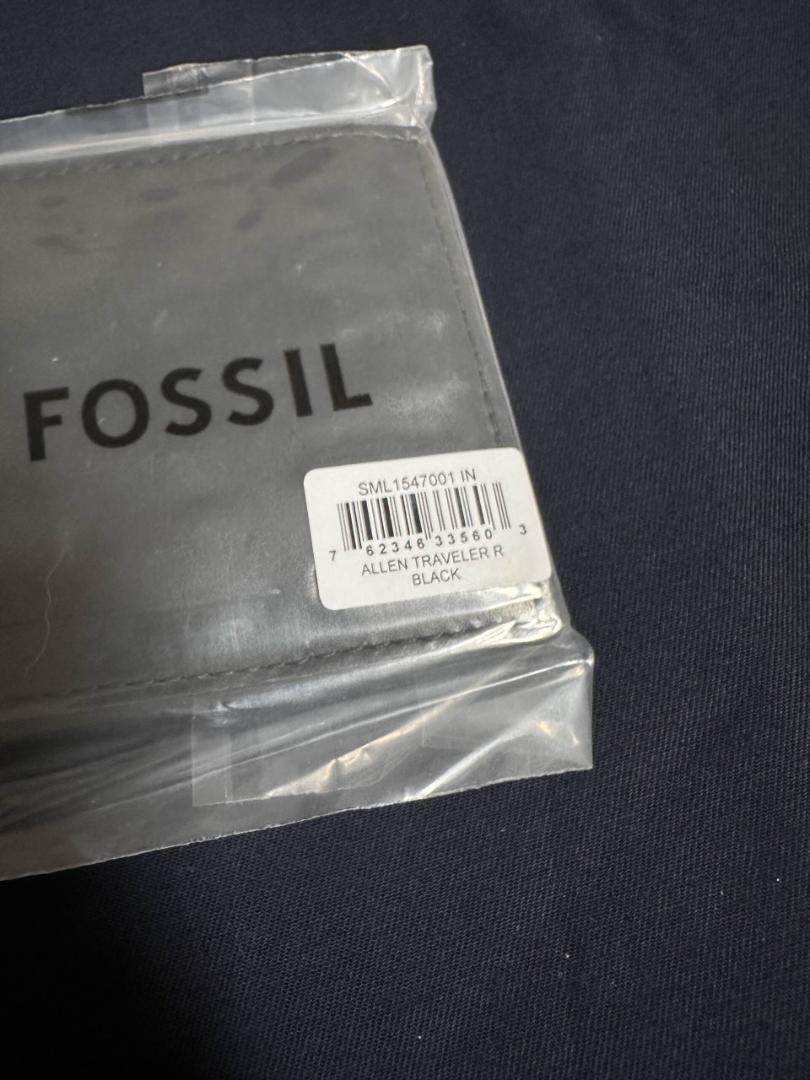 FOSSIL
SML1547001 IN
7 62346 33560 3
ALLEN TRAVELER R
BLACK